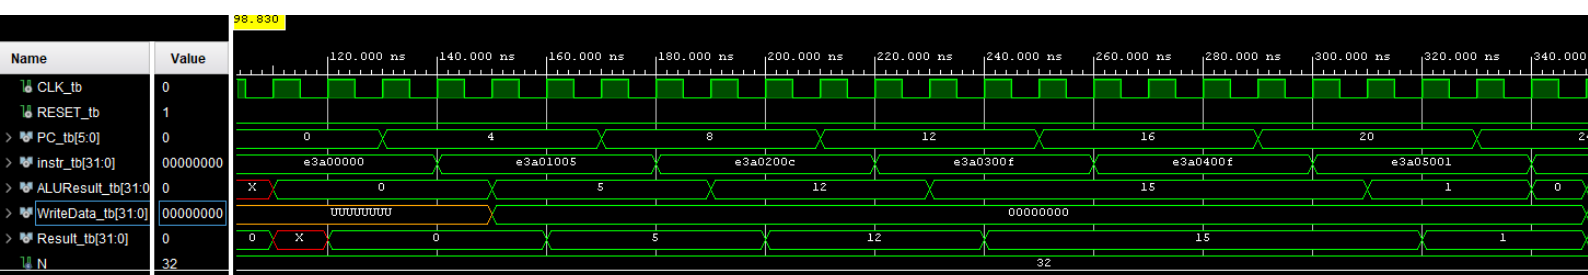 98.830
Name Value 120.000 ns 140.000 ns 160.000 ns 180.000 ns 200.000 ns 220.000 ns 240.000 ns 260.000 ns 280.000 ns 300.000 ns 320.000 ns 340.000
CLK_tb 0
RESET_tb 1
PC_tb[5:0] 0 0 4 8 12 16 20 2
instr_tb[31:0] 00000000 e3a00000 e3a01005 e3a0200c e3a0300f e3a0400f e3a05001
ALUResult_tb[31:0 0 X 0 5 12 15 1 0
WriteData_tb[31:0] 00000000 UUUUUUUU 00000000
Result_tb[31:0] 0 0 X 0 5 12 15 1
N 32 32